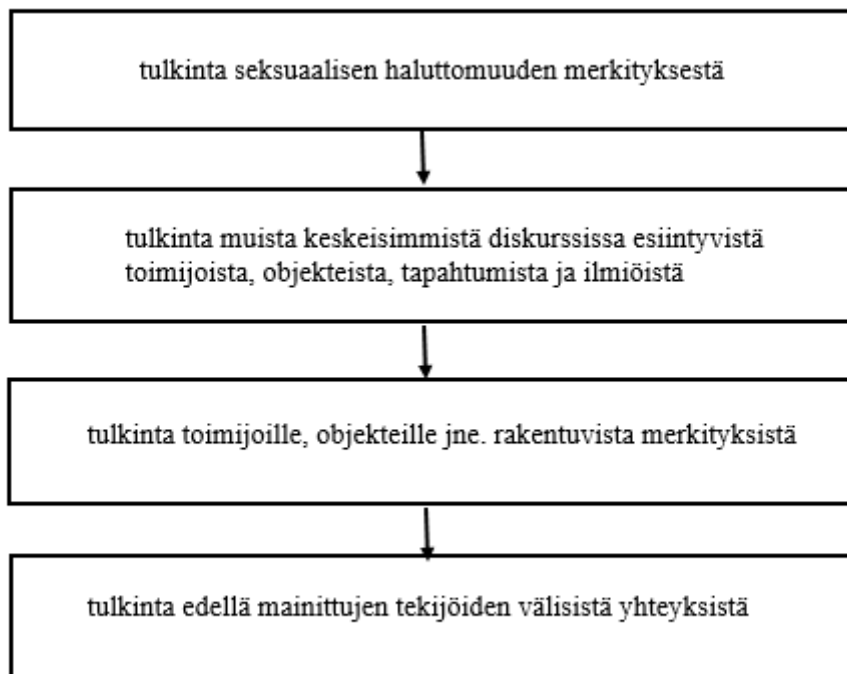 tulkinta seksuaalisen haluttomuuden merkityksestä
tulkinta muista keskeisimmistä diskurssissa esiintyvistä
toimijoista, objekteista, tapahtumista ja ilmiöistä
tulkinta toimijoille, objekteille jne. rakentuvista merkityksistä
tulkinta edellä mainittujen tekijöiden välisistä yhteyksistä